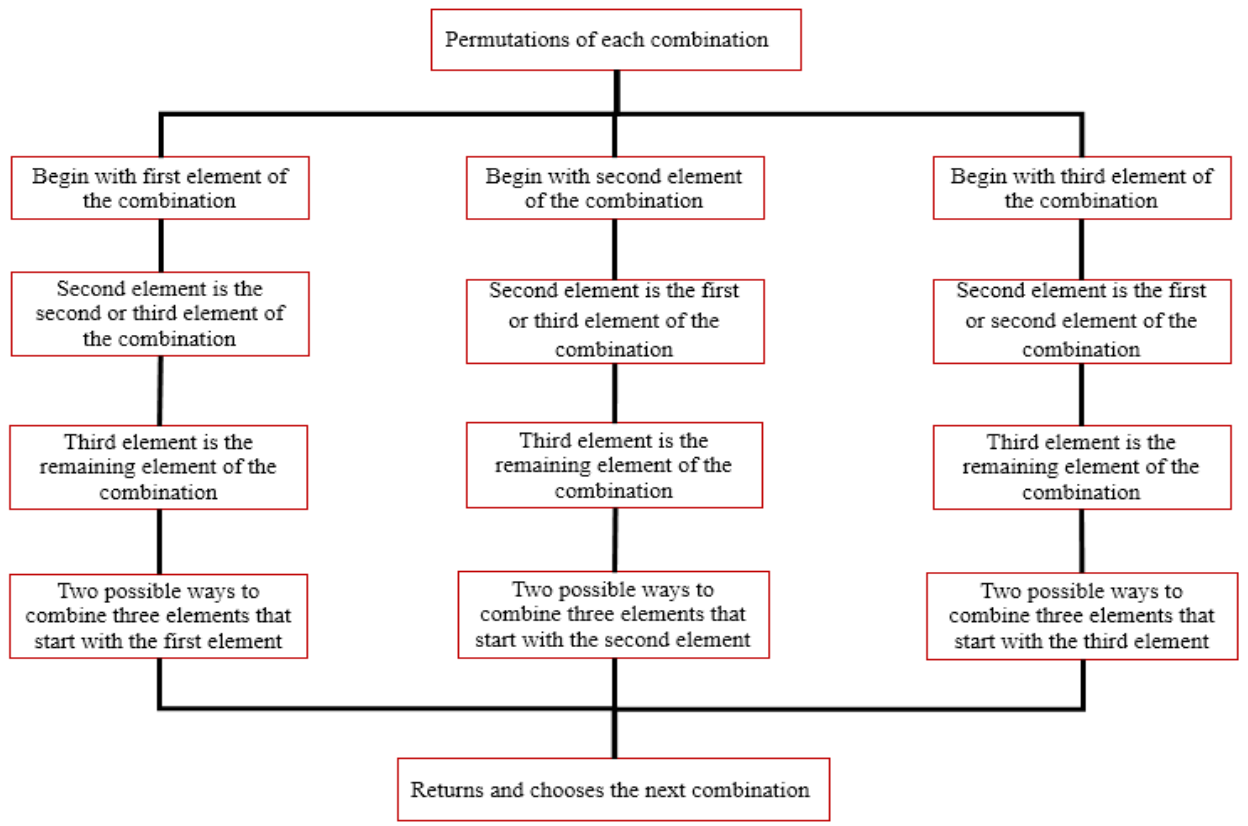 Permutations of each combination
Begin with first element of
the combination
Begin with second element
of the combination
Begin with third element of
the combination
Second element is the
second or third element of
the combination
Second element is the first
or third element of the
combination
Second element is the first
or second element of the
combination
Third element is the
remaining element of the
combination
Third element is the
remaining element of the
combination
Third element is the
remaining element of the
combination
Two possible ways to
combine three elements that
start with the first element
Two possible ways to
combine three elements that
start with the second element
Two possible ways to
combine three elements that
start with the third element
Returns and chooses the next combination